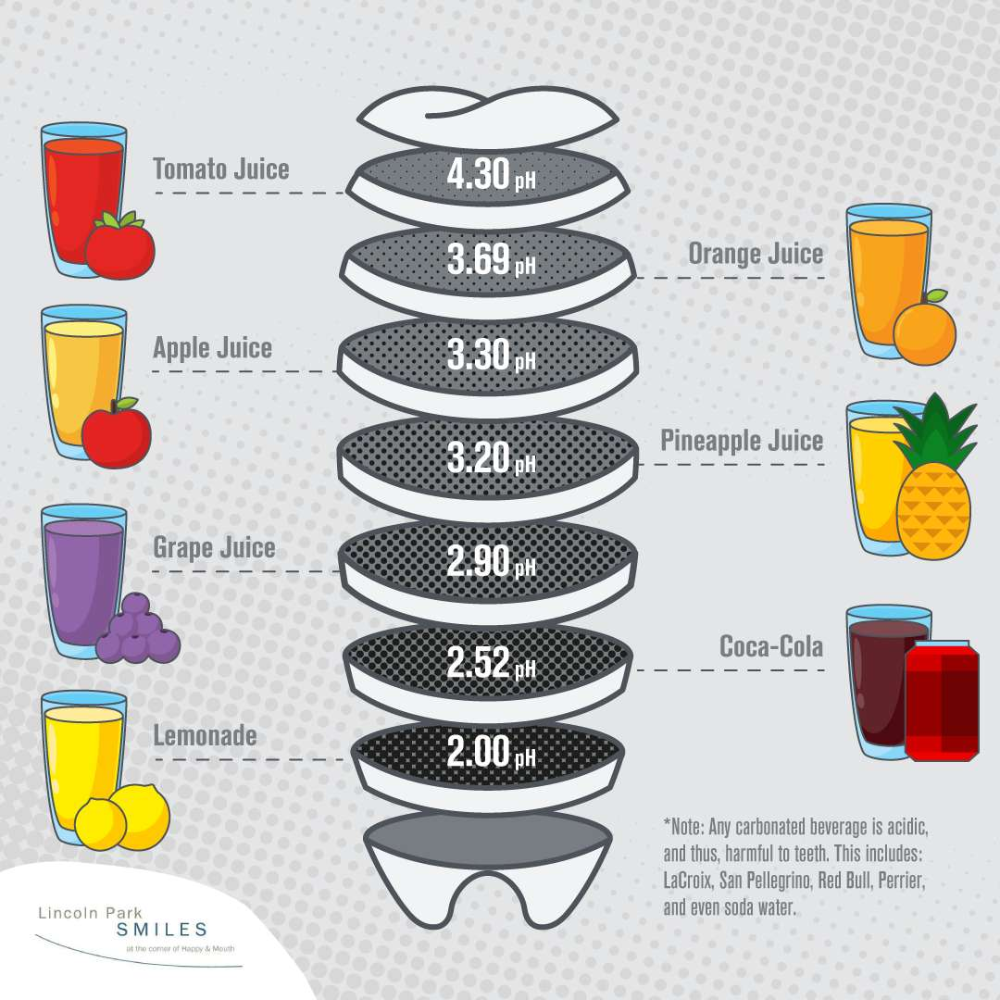 Tomato Juice
4.30 pH
3.69 pH
Orange Juice
Apple Juice
3.30 pH
3.20 pH
Pineapple Juice
Grape Juice
2.90 pH
2.52 pH
Coca-Cola
Lemonade
2.00 pH
*Note: Any carbonated beverage is acidic,
and thus, harmful to teeth. This includes:
LaCroix, San Pellegrino, Red Bull, Perrier,
and even soda water.
Lincoln Park
SMILES
at the corner of Happy & Mouth